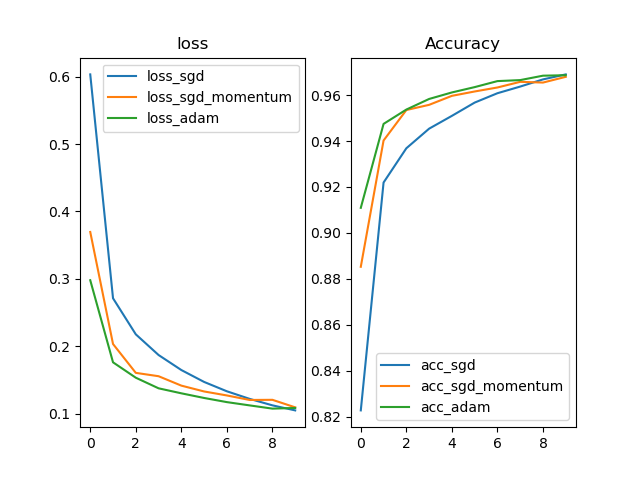 loss
0.6
0.5
0.4
0.3
0.2
0.1
0 2 4 6 8
loss_sgd
loss_sgd_momentum
loss_adam
Accuracy
0.96
0.94
0.92
0.90
0.88
0.86
0.84
0.82
0 2 4 6 8
acc_sgd
acc_sgd_momentum
acc_adam